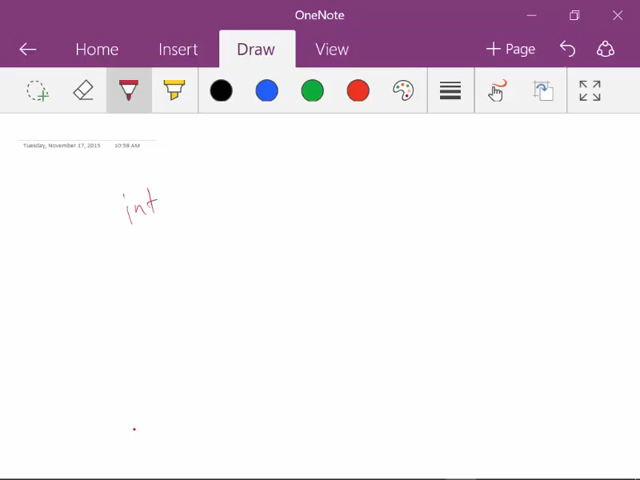 OneNote
Home Insert Draw View + Page
Tuesday, November 17, 2015 10:58 AM
int